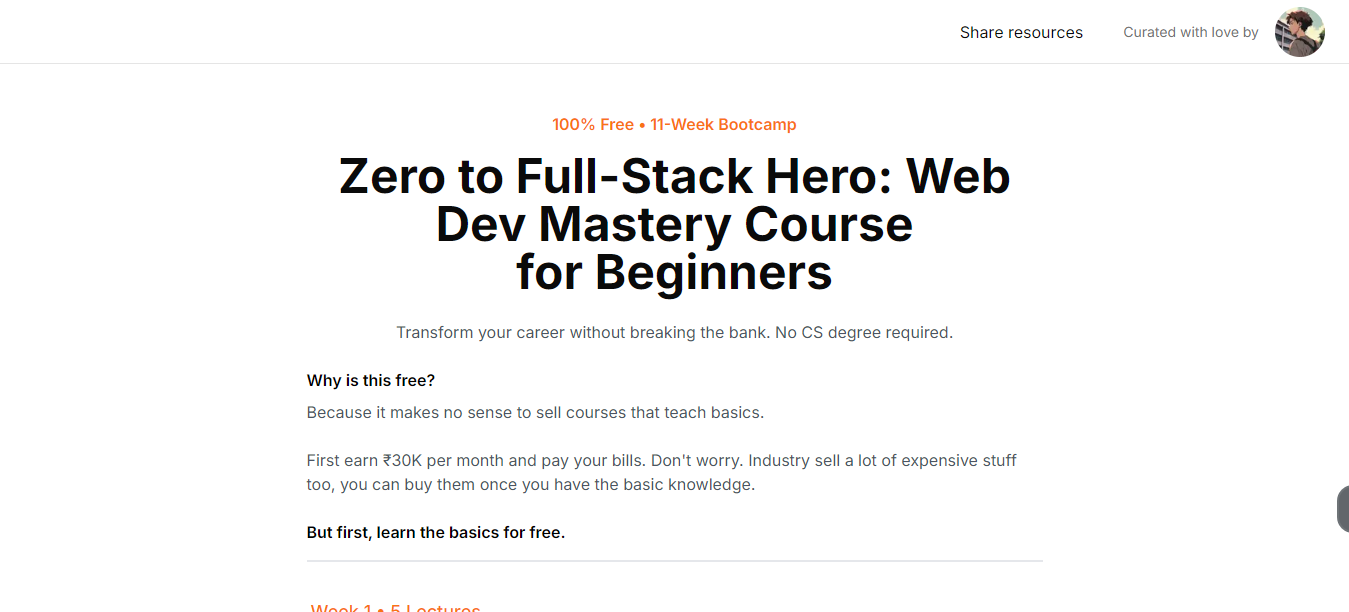 Share resources
Curated with love by
100% Free • 11-Week Bootcamp
Zero to Full-Stack Hero: Web
Dev Mastery Course
for Beginners
Transform your career without breaking the bank. No CS degree required.
Why is this free?
Because it makes no sense to sell courses that teach basics.
First earn ₹30K per month and pay your bills. Don't worry. Industry sell a lot of expensive stuff
too, you can buy them once you have the basic knowledge.
But first, learn the basics for free.
Week 1 • 5 Lectures